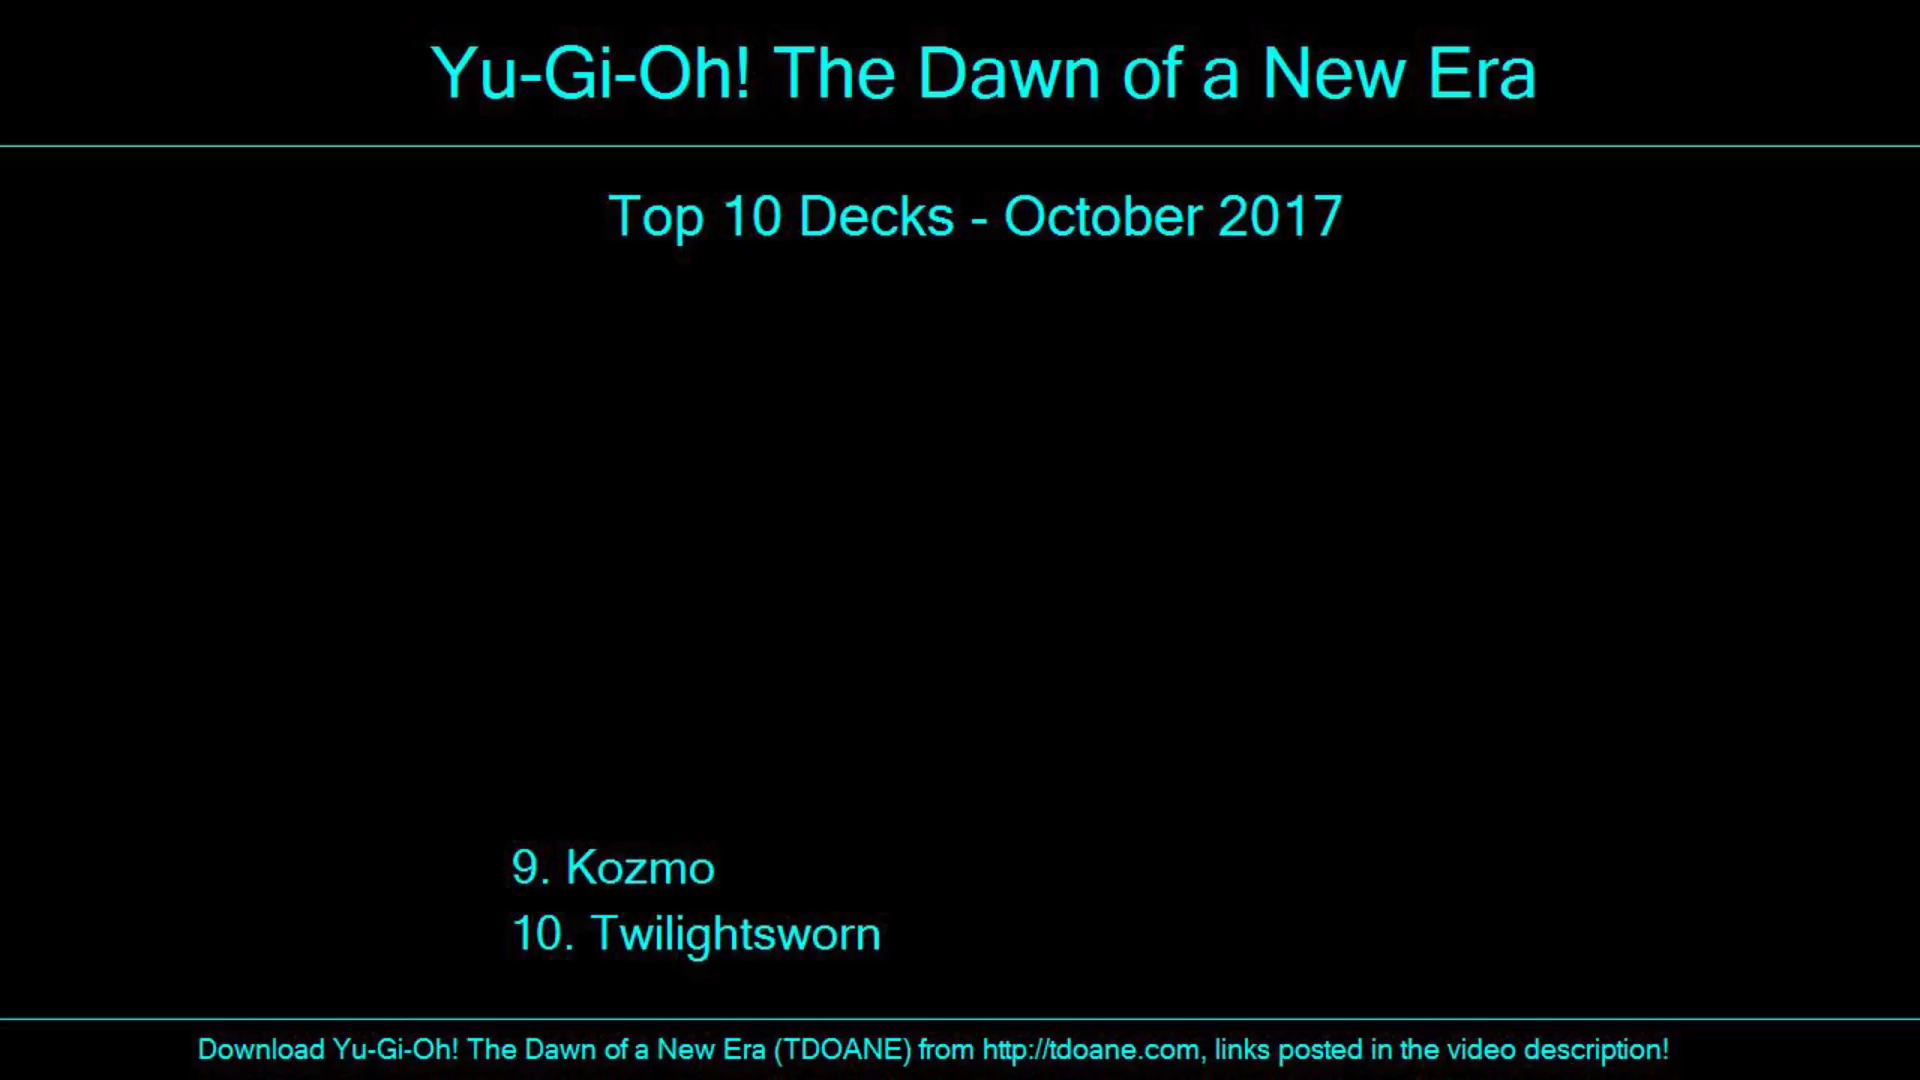 Yu-Gi-Oh! The Dawn of a New Era
Top 10 Decks - October 2017
9. Kozmo
10. Twilightsworn
Download Yu-Gi-Oh! The Dawn of a New Era (TDOANE) from http://tdoane.com, links posted in the video description!